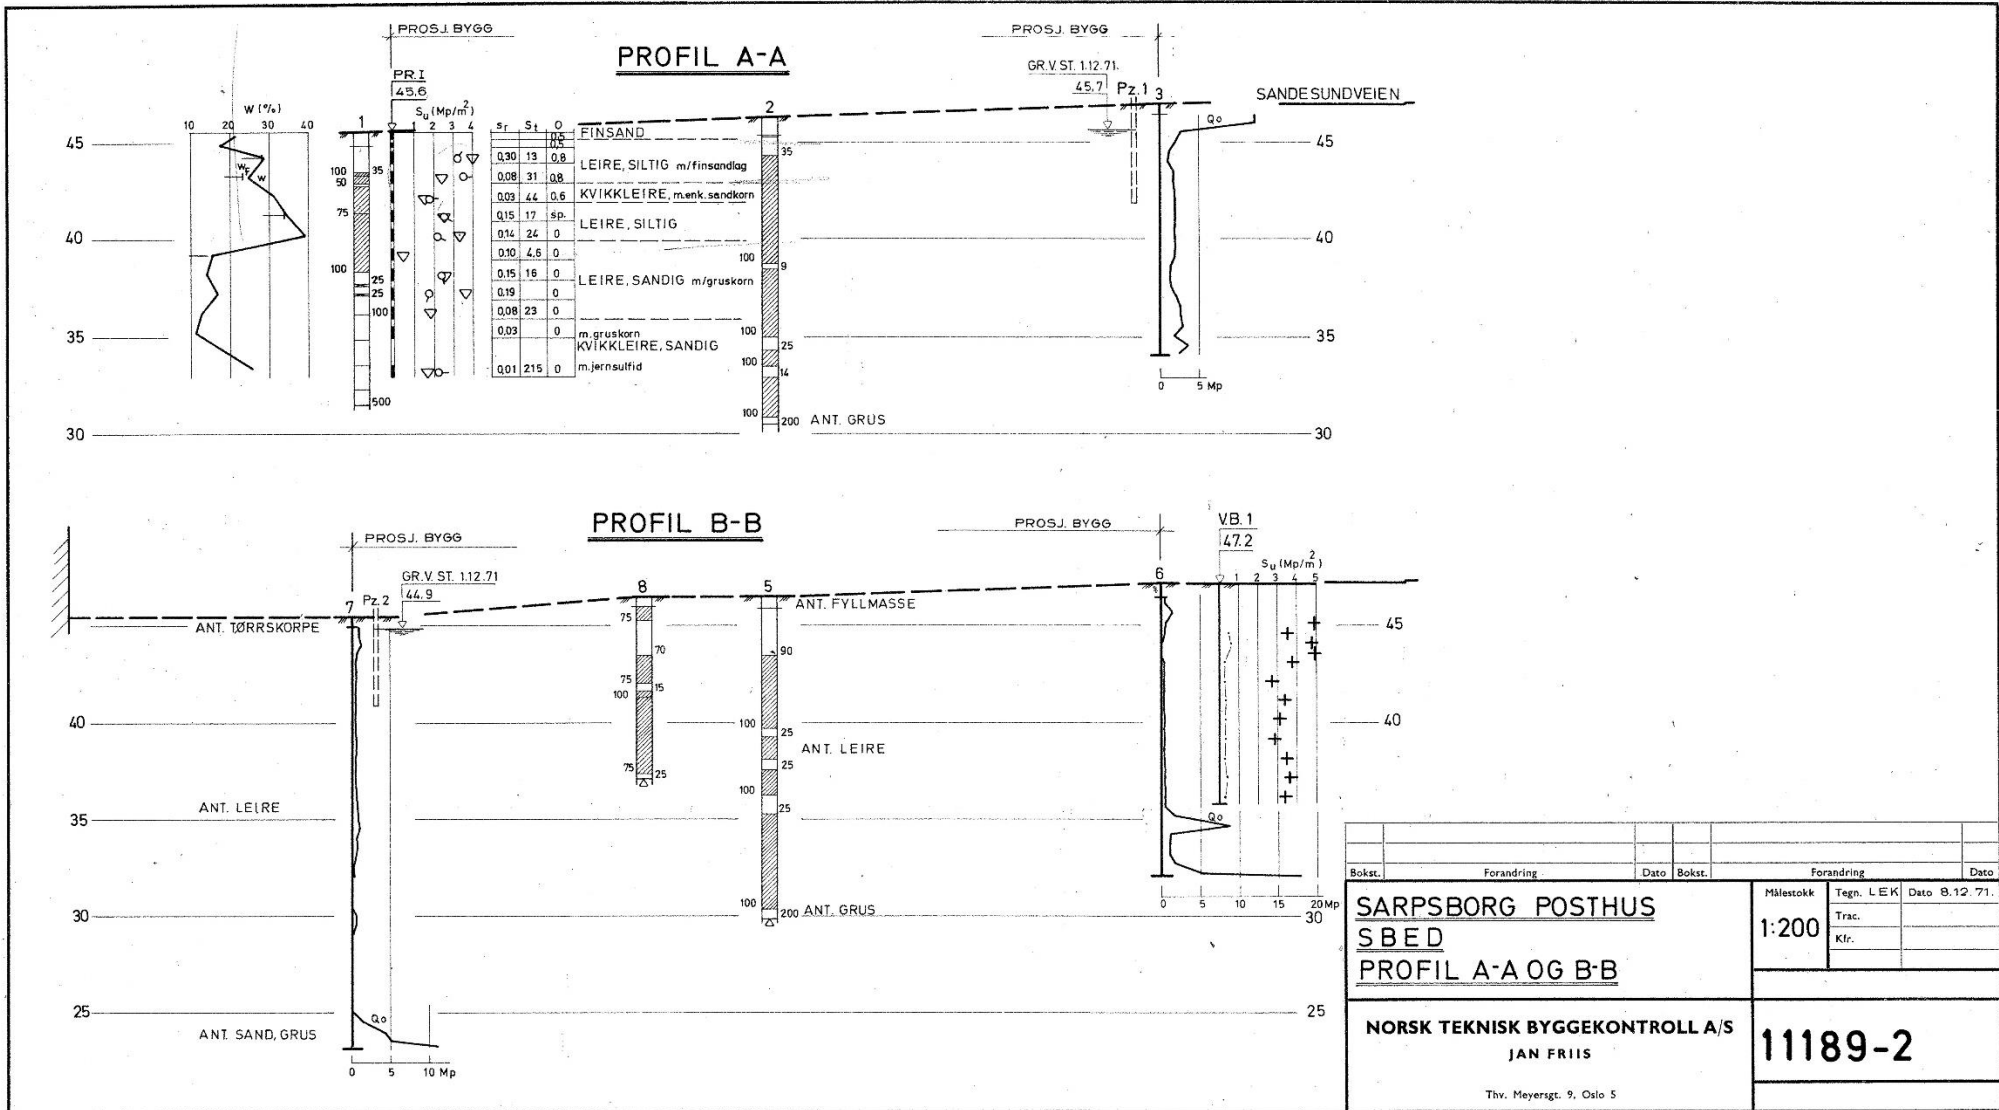 PROSJ. BYGG
PROSJ. BYGG
PROFIL A-A
PR.I
45,6
GR.V. ST. 1.12.71.
45,7
Pz.1
3
SANDESUNDVEIEN
W (%)
10 20 30 40
1
Su (Mp/m2)
1 2 3 4
2
Qo
45
45
40
40
35
35
30
30
WF
W
100
50
75
100
35
25
25
100
500
Sr St O
0,5
0,5
0,30 13 0,8
0,08 31 0,8
0,03 44 0,6
0,15 17 sp.
0,14 24 0
0,10 4,6 0
0,15 16 0
0,19 0
0,08 23 0
0,03 0
0,01 215 0
FINSAND
LEIRE, SILTIG m/finsandlag
KVIKKLEIRE, m.enk.sandkorn
LEIRE, SILTIG
LEIRE, SANDIG m/gruskorn
m.gruskorn
KVIKKLEIRE, SANDIG
m.jernsulfid
35
100
9
100
25
100
14
100
200
ANT. GRUS
0 5 Mp
PROFIL B-B
PROSJ. BYGG
PROSJ. BYGG
GR.V. ST. 1.12.71
44.9
7
Pz.2
8
5
6
V.B. 1
47.2
Su (Mp/m2)
1 2 3 4 5
ANT. TØRRSKORPE
ANT. FYLLMASSE
45
40
40
35
30
30
25
25
75
70
75
15
100
75
25
90
100
25
25
100
25
100
200
ANT. LEIRE
ANT. LEIRE
ANT. GRUS
ANT. SAND, GRUS
Qo
0 5 10 Mp
Qo
0 5 10 15 20 Mp
Bokst. Forandring Dato Bokst. Forandring Dato
SARPSBORG POSTHUS
SBED
PROFIL A-A OG B-B
Målestokk
1:200
Tegn. LEK Dato 8.12.71.
Trac.
Kfr.
NORSK TEKNISK BYGGEKONTROLL A/S
JAN FRIIS
Thv. Meyersgt. 9, Oslo 5
11189-2